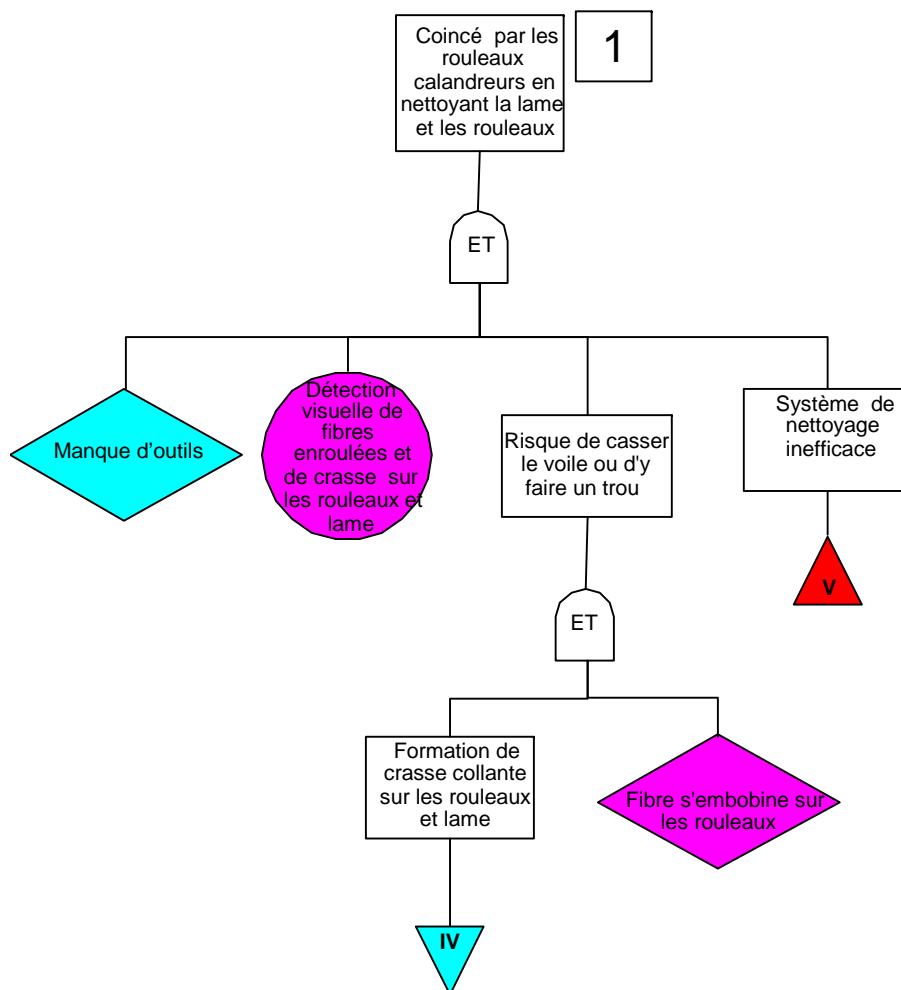 Coincé par les
rouleaux
calandreurs en
nettoyant la lame
et les rouleaux
1
ET
Manque d'outils
Détection
visuelle de
fibres
enroulées et
de crasse sur
les rouleaux et
lame
Risque de casser
le voile ou d'y
faire un trou
Système de
nettoyage
inefficace
V
ET
Formation de
crasse collante
sur les rouleaux
et lame
Fibre s'embobine sur
les rouleaux
IV